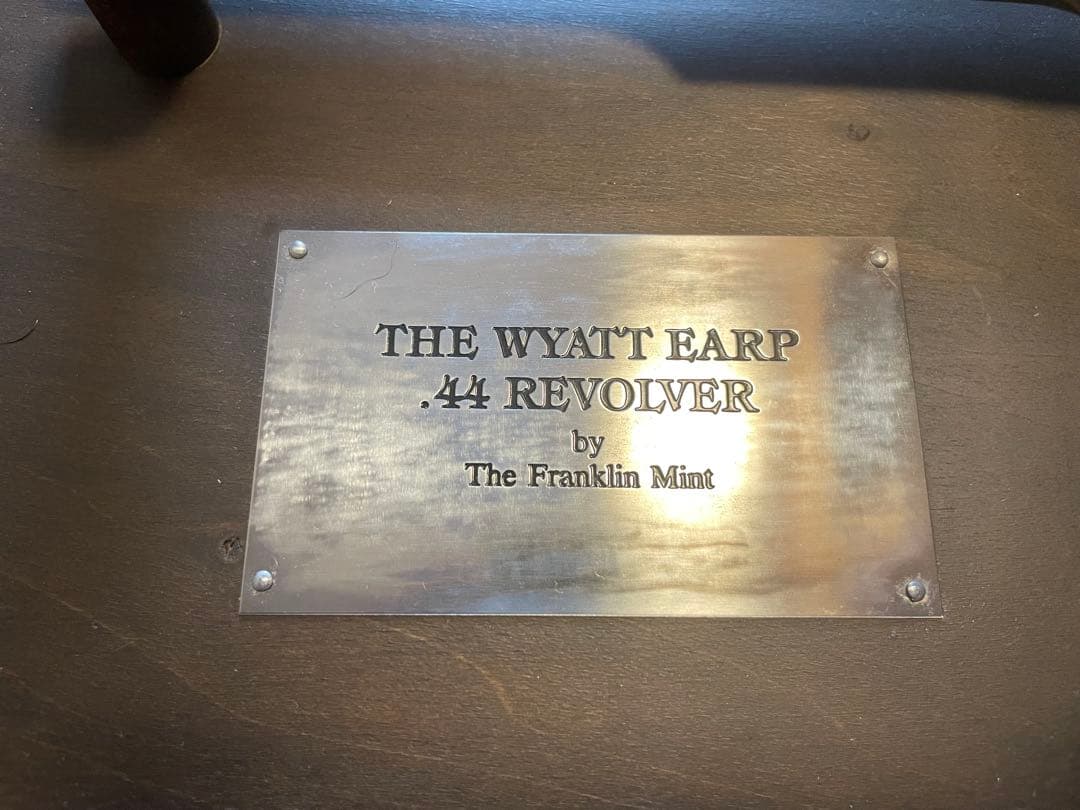 THE WYATT EARP
.44 REVOLVER
by
The Franklin Mint